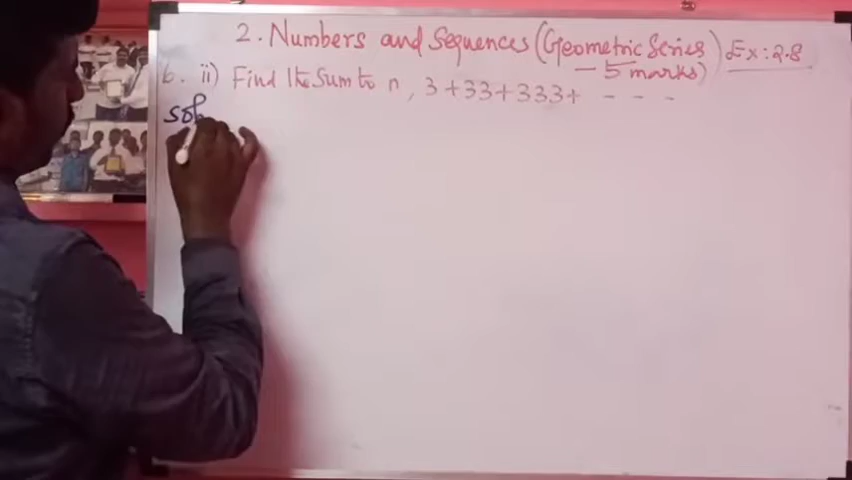 2. Numbers and Sequences (Geometric Series) Ex: 2.8
- 5 marks)
6. ii) Find the Sum to n , 3+33+333+ - - - -
Sol